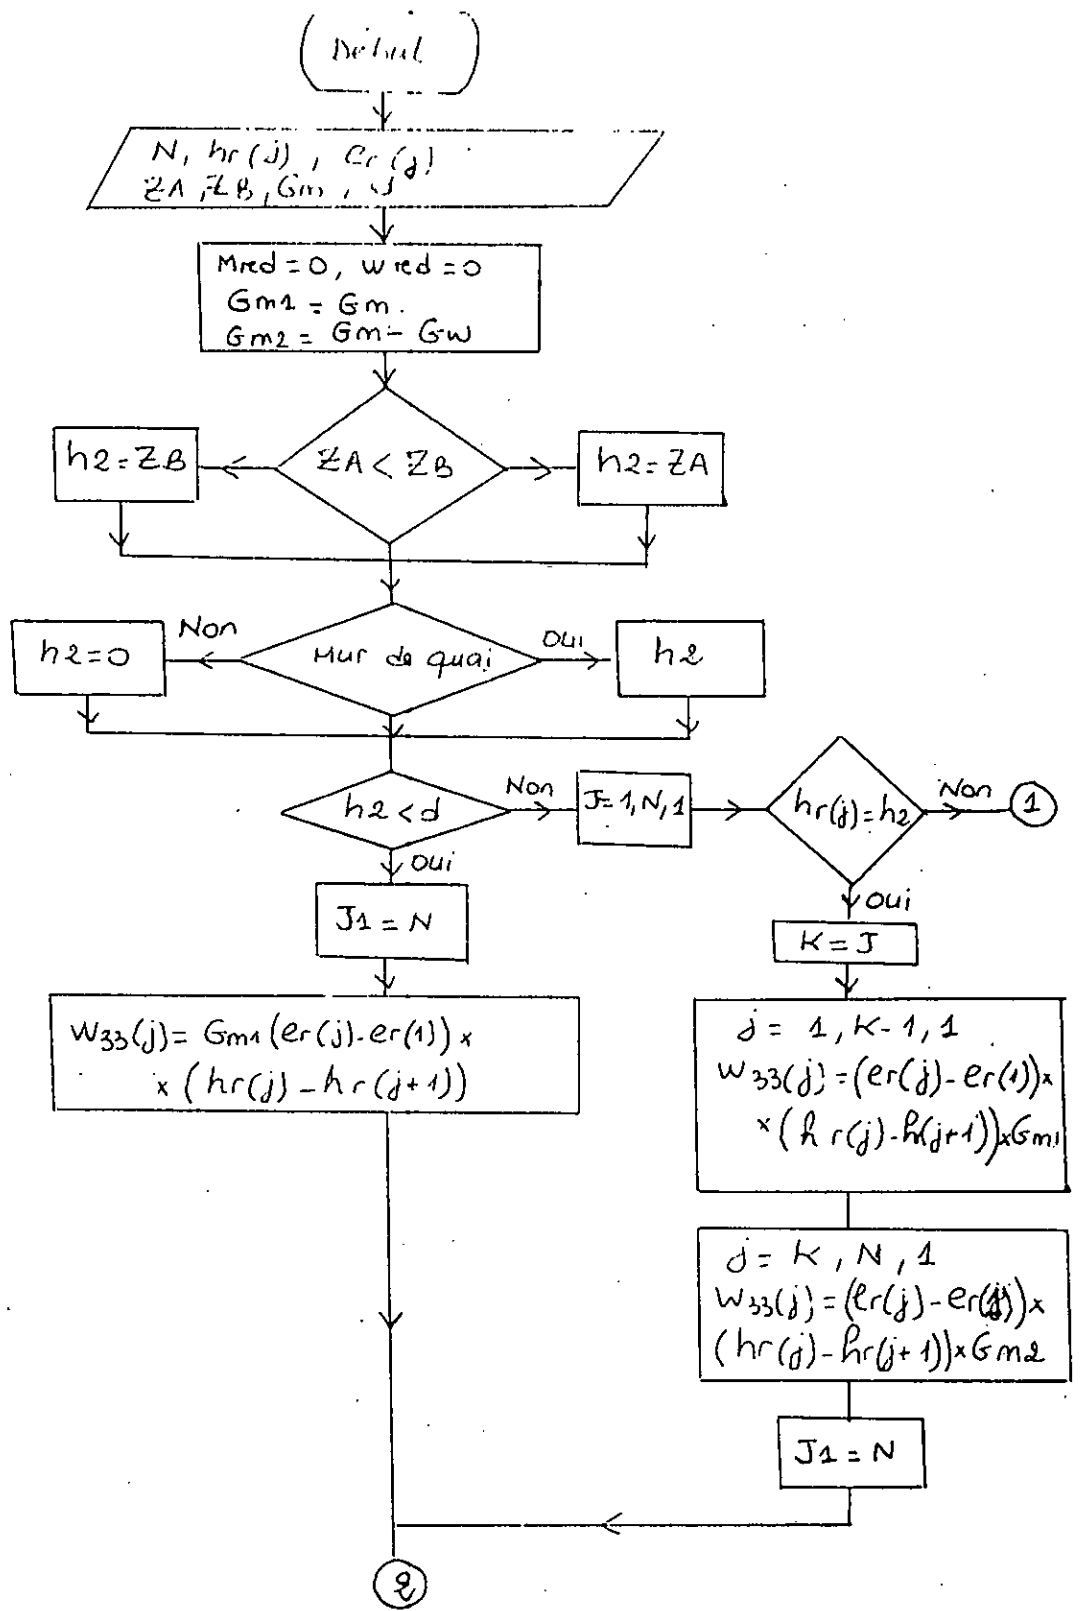 Début
N, hr(j), er(j)
ZA, ZB, Gm, d
Mred = 0, Wred = 0
Gm1 = Gm.
Gm2 = Gm - Gw
h2 = ZB
ZA < ZB
h2 = ZA
Non
h2 = 0
Mur de quai
OUi
h2
h2 < d
Non
J = 1, N, 1
hr(j) = h2
Non
1
OUi
J1 = N
OUi
K = J
W33(j) = Gm1 (er(j) - er(1)) ×
× (hr(j) - hr(j+1))
j = 1, K-1, 1
W33(j) = (er(j) - er(1)) ×
× (hr(j) - h(j+1)) × Gm1
j = K, N, 1
W33(j) = (er(j) - er()) ×
(hr(j) - hr(j+1)) × Gm2
J1 = N
2